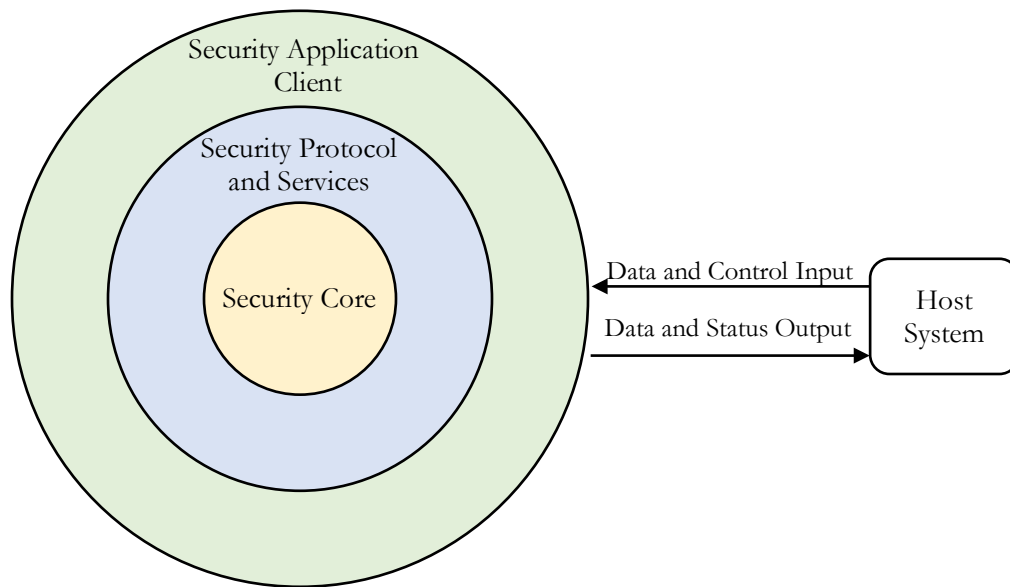 Security Application
Client
Security Protocol
and Services
Security Core
Data and Control Input
Data and Status Output
Host
System